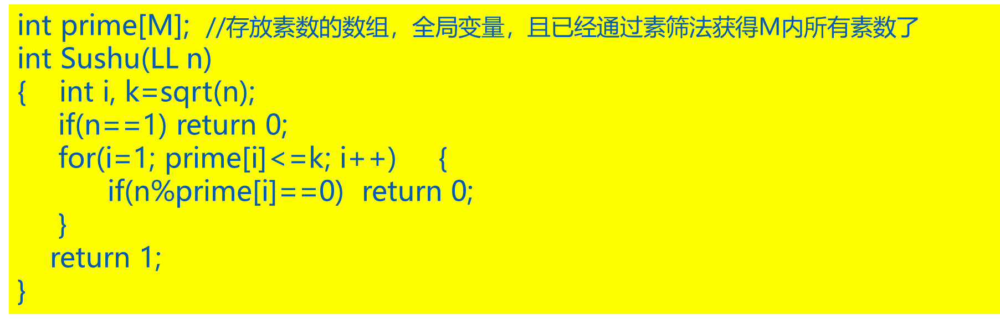 int prime[M];  //存放素数的数组，全局变量，且已经通过素筛法获得M内所有素数了
int Sushu(LL n)
{    int i, k=sqrt(n);
     if(n==1) return 0;
     for(i=1; prime[i]<=k; i++)     {
          if(n%prime[i]==0)  return 0;
     }
    return 1;
}